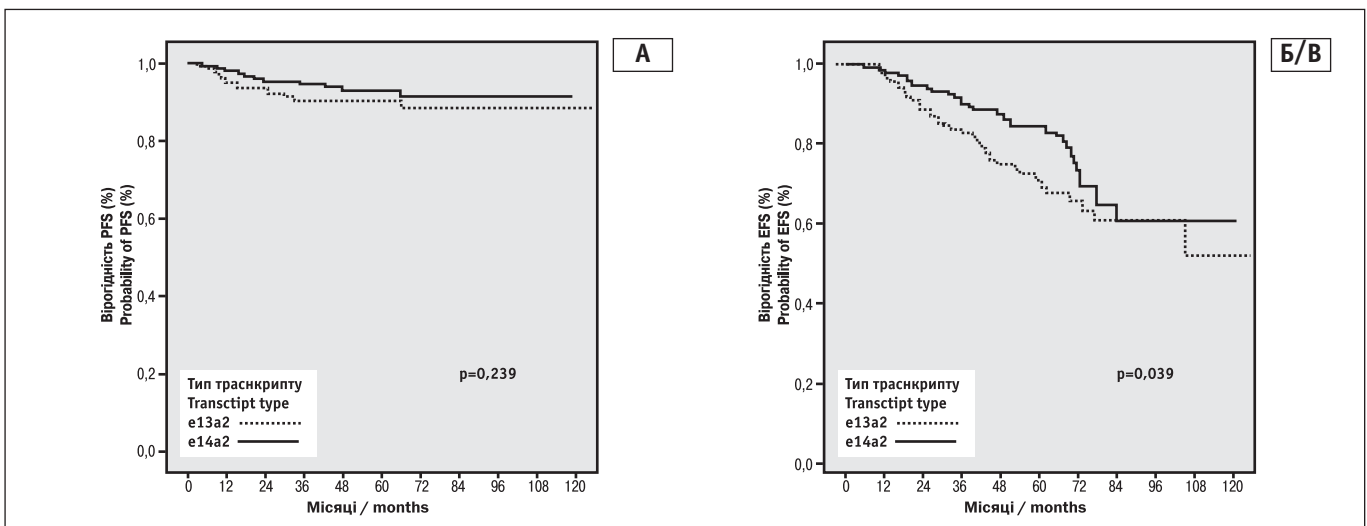 А
1,0
0,8
0,6
0,4
0,2
0,0
Вірогідність PFS (%)
Probability of PFS (%)
p=0,239
Тип траснкрипту
Transctipt type
e13a2
e14a2
0 12 24 36 48 60 72 84 96 108 120
Місяці / months
Б/В
1,0
0,8
0,6
0,4
0,2
0,0
Вірогідність EFS (%)
Probability of EFS (%)
p=0,039
Тип траснкрипту
Transctipt type
e13a2
e14a2
0 12 24 36 48 60 72 84 96 108 120
Місяці / months